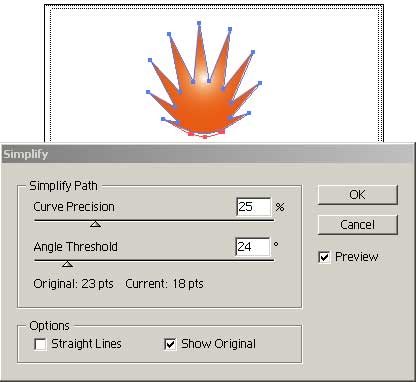 Simplify
Simplify Path
Curve Precision 25 %
OK
Cancel
Angle Threshold 24 °
Preview
Original: 23 pts Current: 18 pts
Options
Straight Lines Show Original